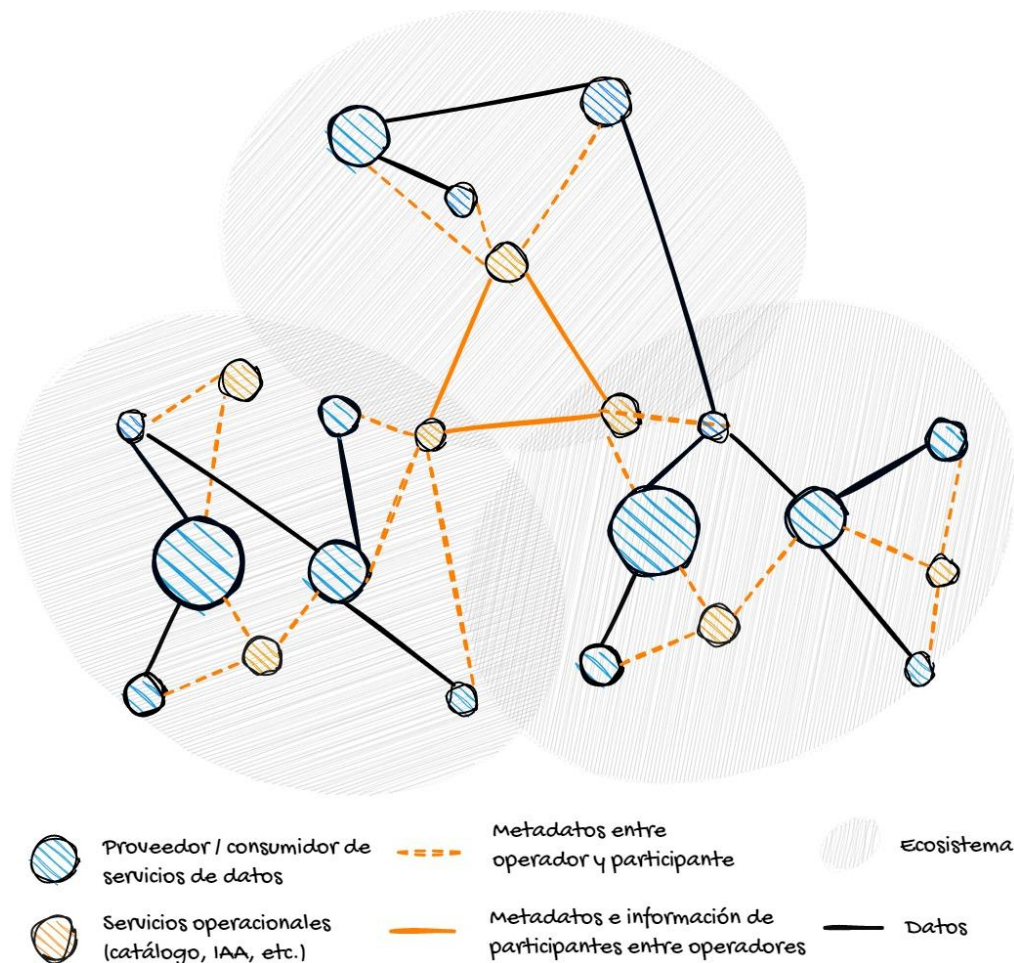 Proveedor / consumidor de
servicios de datos
Servicios operacionales
(catálogo, IAA, etc.)
Metadatos entre
operador y participante
Metadatos e información de
participantes entre operadores
Ecosistema
Datos